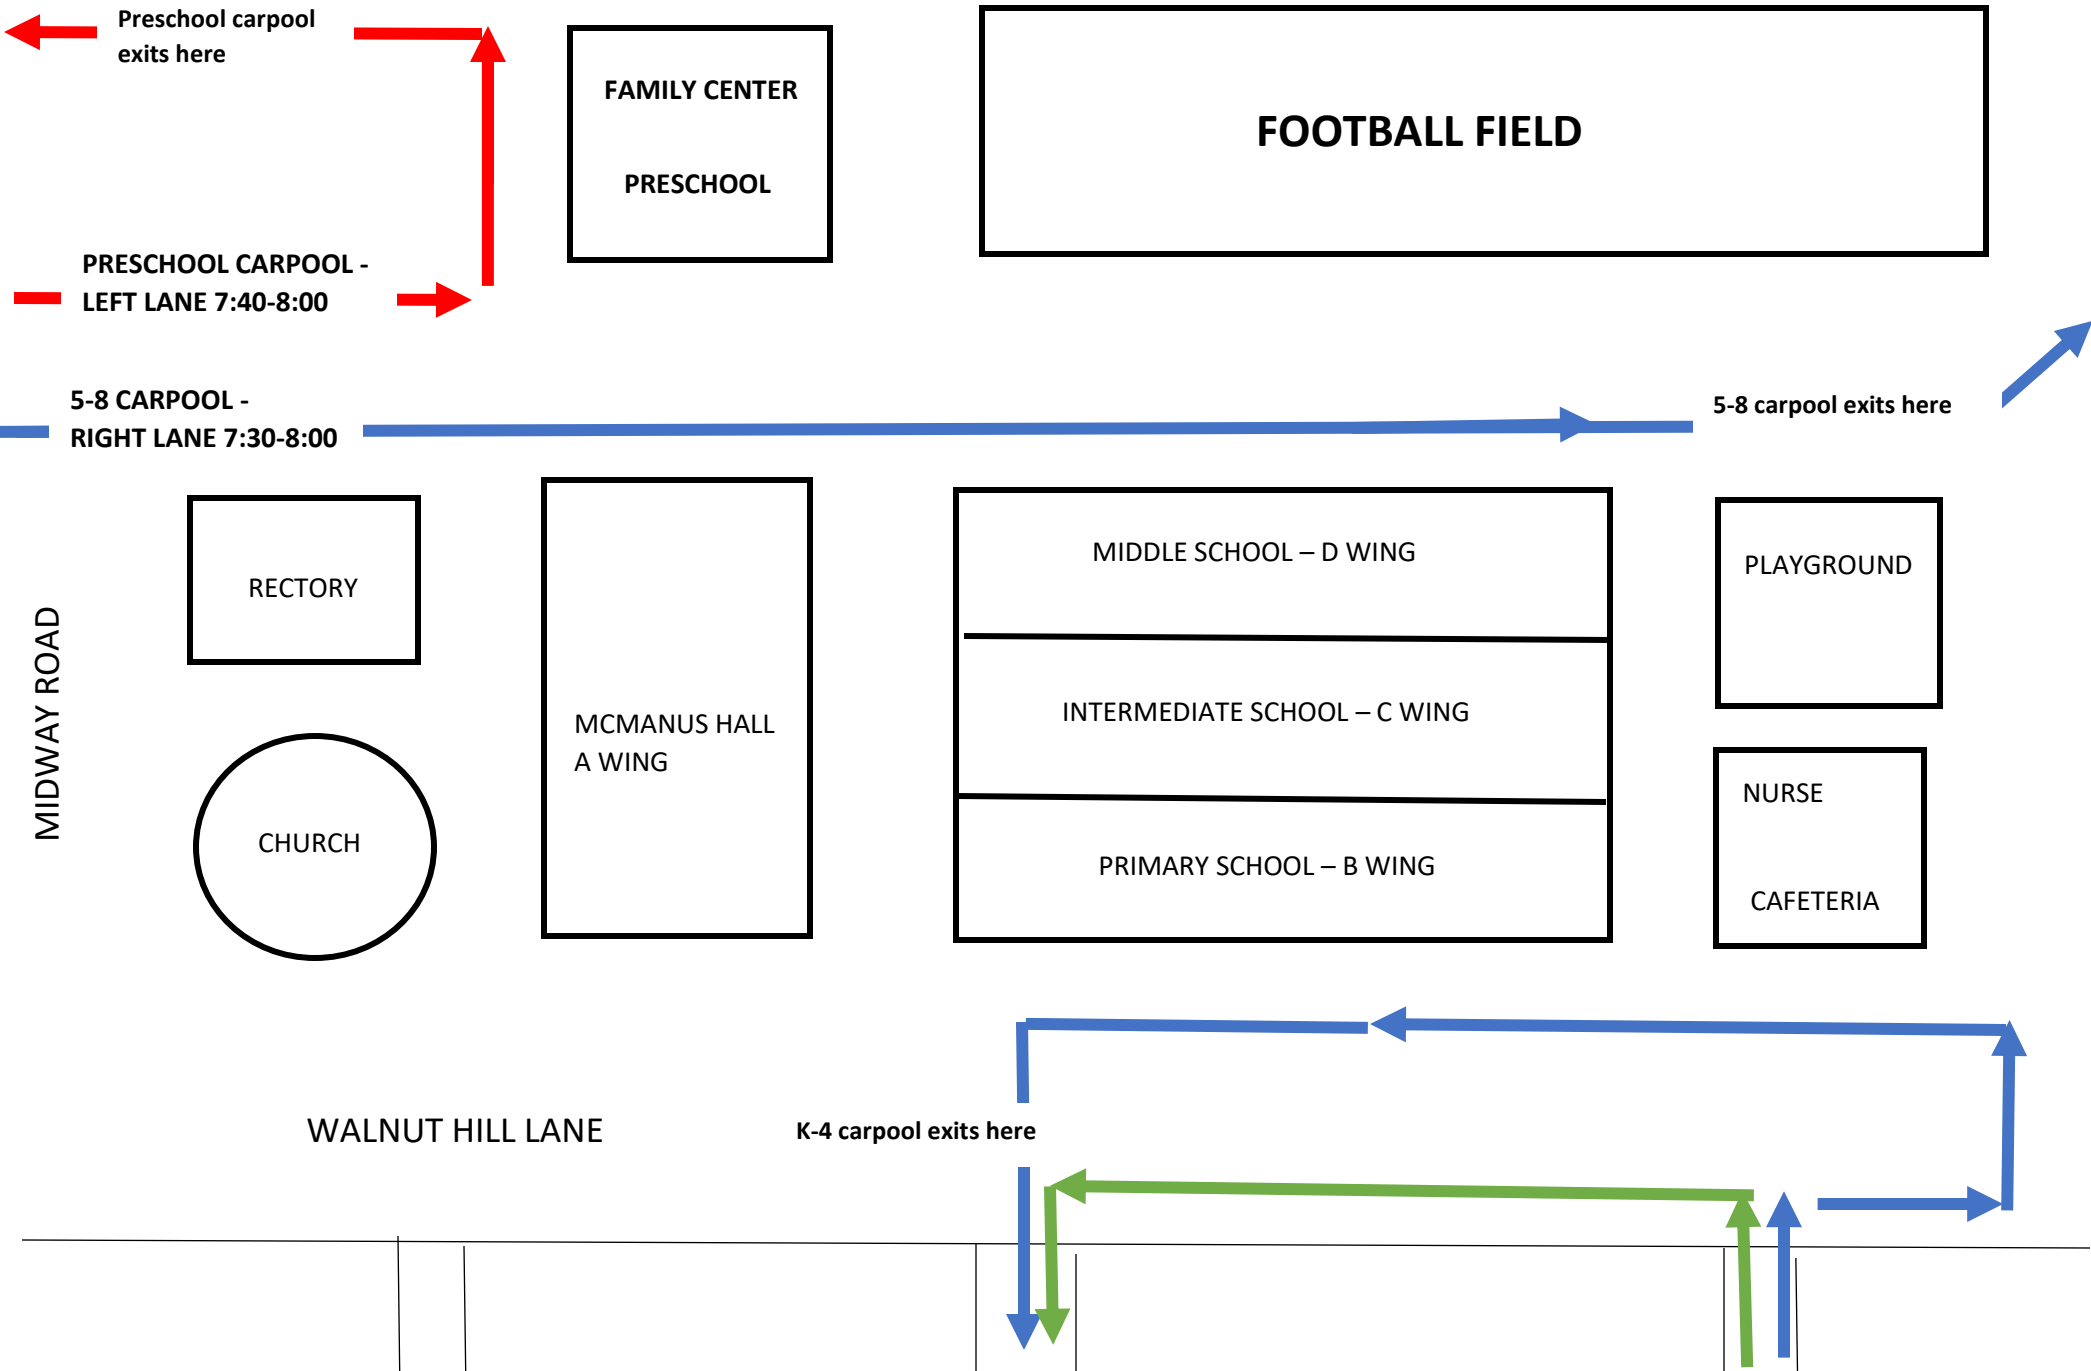 Preschool carpool
exits here
FAMILY CENTER
PRESCHOOL
FOOTBALL FIELD
PRESCHOOL CARPOOL -
LEFT LANE 7:40-8:00
5-8 CARPOOL -
RIGHT LANE 7:30-8:00
5-8 carpool exits here
MIDWAY ROAD
RECTORY
CHURCH
MCMANUS HALL
A WING
MIDDLE SCHOOL – D WING
INTERMEDIATE SCHOOL – C WING
PRIMARY SCHOOL – B WING
PLAYGROUND
NURSE
CAFETERIA
WALNUT HILL LANE
K-4 carpool exits here